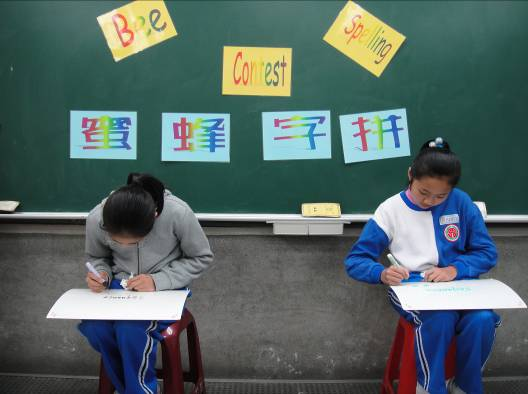 Bee
Spelling
Contest
蜜 蜂 字 拼